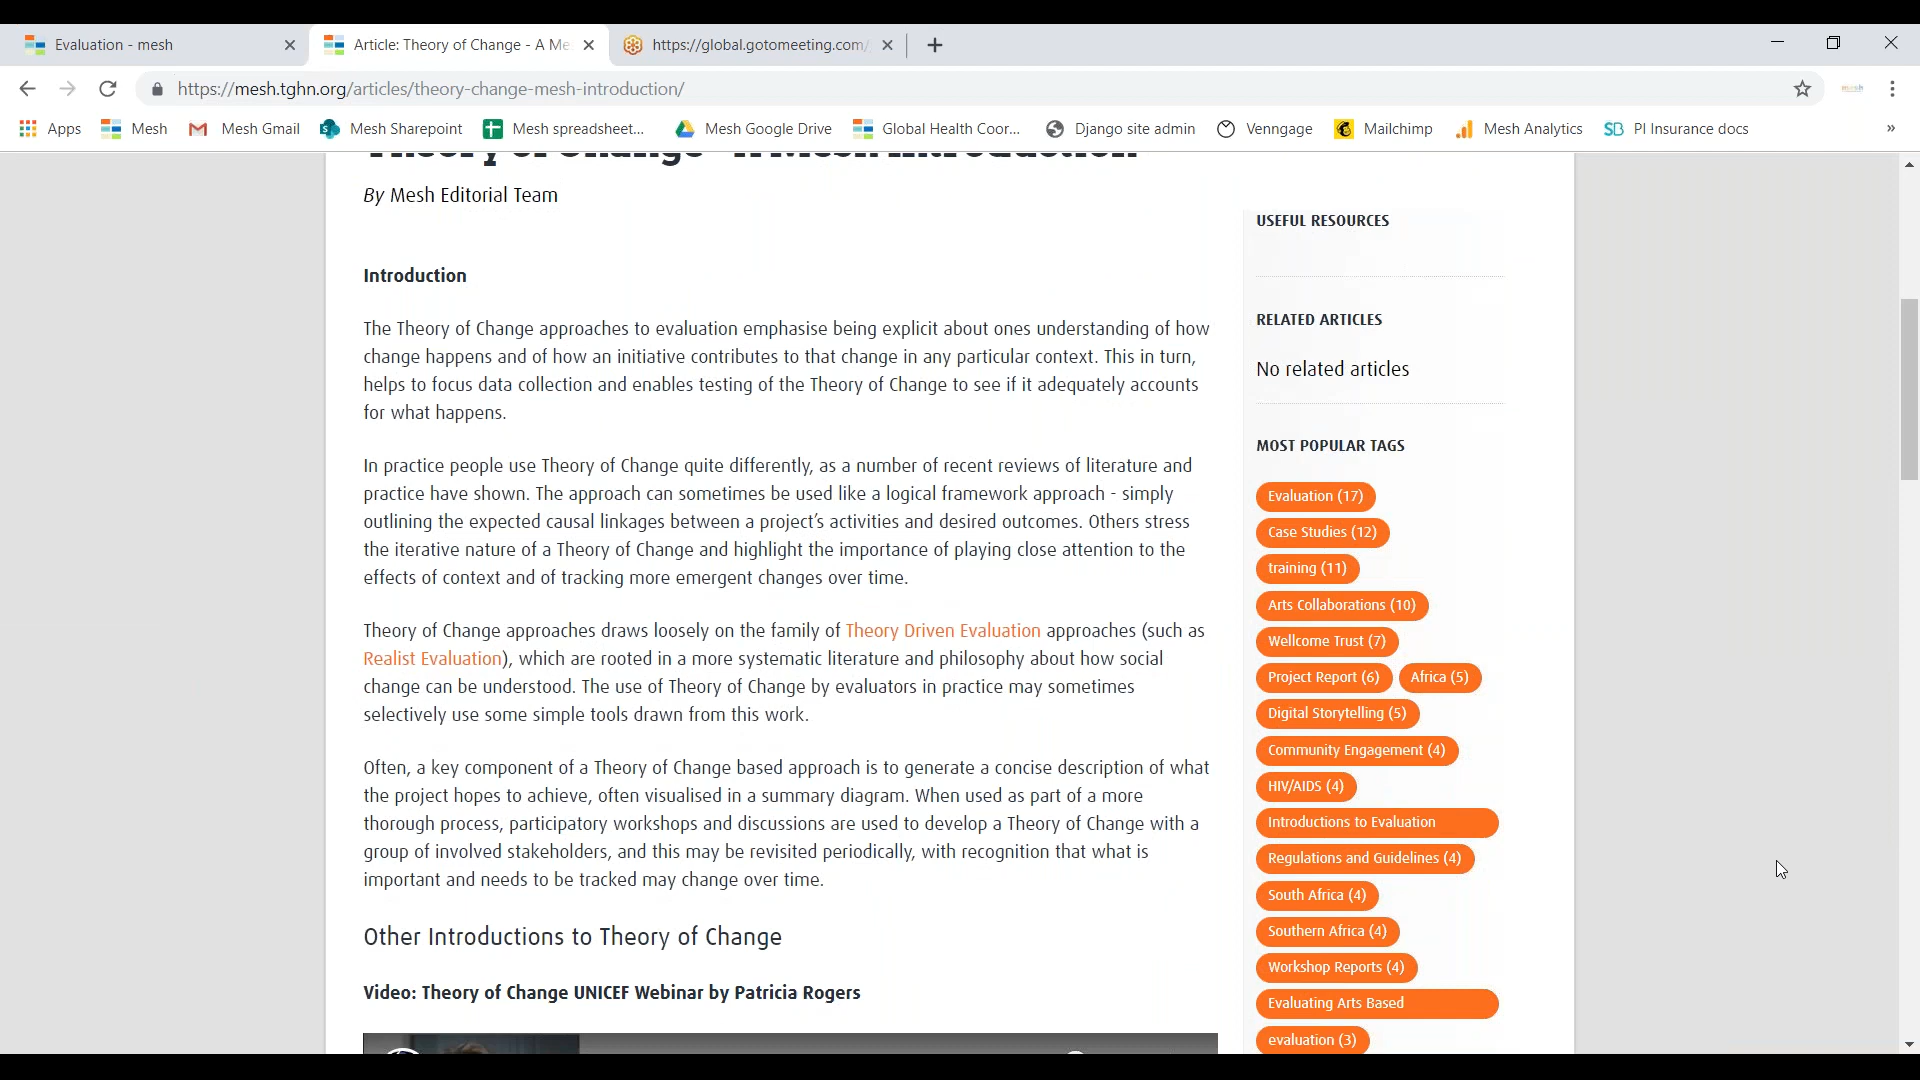 Evaluation - mesh
Article: Theory of Change - A Me
https://global.gotomeeting.com/
https://mesh.tghn.org/articles/theory-change-mesh-introduction/
Apps
Mesh
Mesh Gmail
Mesh Sharepoint
Mesh spreadsheet...
Mesh Google Drive
Global Health Coor...
Django site admin
Venngage
Mailchimp
Mesh Analytics
SB PI Insurance docs
»
Theory of Change - A Mesh Introduction
By Mesh Editorial Team
Introduction
The Theory of Change approaches to evaluation emphasise being explicit about ones understanding of how
change happens and of how an initiative contributes to that change in any particular context. This in turn,
helps to focus data collection and enables testing of the Theory of Change to see if it adequately accounts
for what happens.
In practice people use Theory of Change quite differently, as a number of recent reviews of literature and
practice have shown. The approach can sometimes be used like a logical framework approach - simply
outlining the expected causal linkages between a project's activities and desired outcomes. Others stress
the iterative nature of a Theory of Change and highlight the importance of playing close attention to the
effects of context and of tracking more emergent changes over time.
Theory of Change approaches draws loosely on the family of Theory Driven Evaluation approaches (such as
Realist Evaluation), which are rooted in a more systematic literature and philosophy about how social
change can be understood. The use of Theory of Change by evaluators in practice may sometimes
selectively use some simple tools drawn from this work.
Often, a key component of a Theory of Change based approach is to generate a concise description of what
the project hopes to achieve, often visualised in a summary diagram. When used as part of a more
thorough process, participatory workshops and discussions are used to develop a Theory of Change with a
group of involved stakeholders, and this may be revisited periodically, with recognition that what is
important and needs to be tracked may change over time.
Other Introductions to Theory of Change
Video: Theory of Change UNICEF Webinar by Patricia Rogers
USEFUL RESOURCES
RELATED ARTICLES
No related articles
MOST POPULAR TAGS
Evaluation (17)
Case Studies (12)
training (11)
Arts Collaborations (10)
Wellcome Trust (7)
Project Report (6) Africa (5)
Digital Storytelling (5)
Community Engagement (4)
HIV/AIDS (4)
Introductions to Evaluation
Regulations and Guidelines (4)
South Africa (4)
Southern Africa (4)
Workshop Reports (4)
Evaluating Arts Based
evaluation (3)